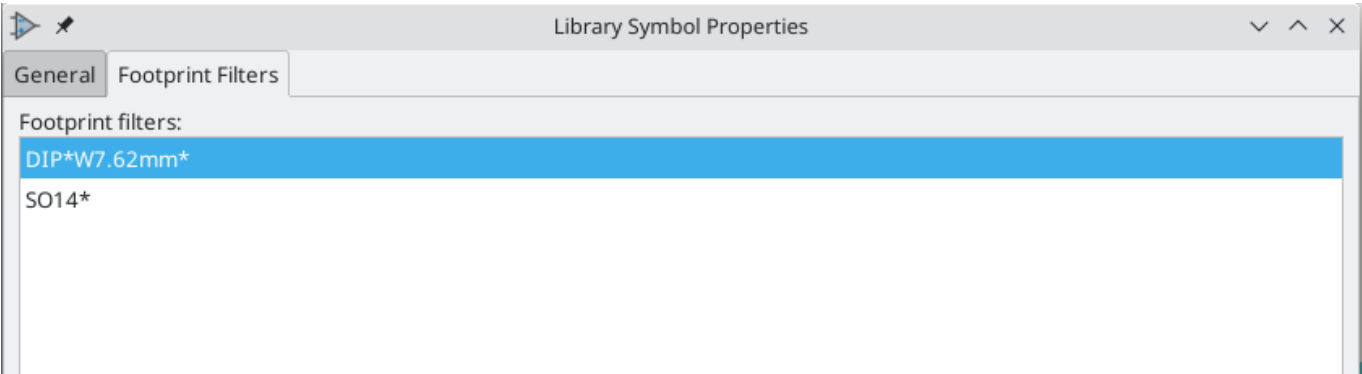 Library Symbol Properties
General Footprint Filters
Footprint filters:
DIP*W7.62mm*
SO14*